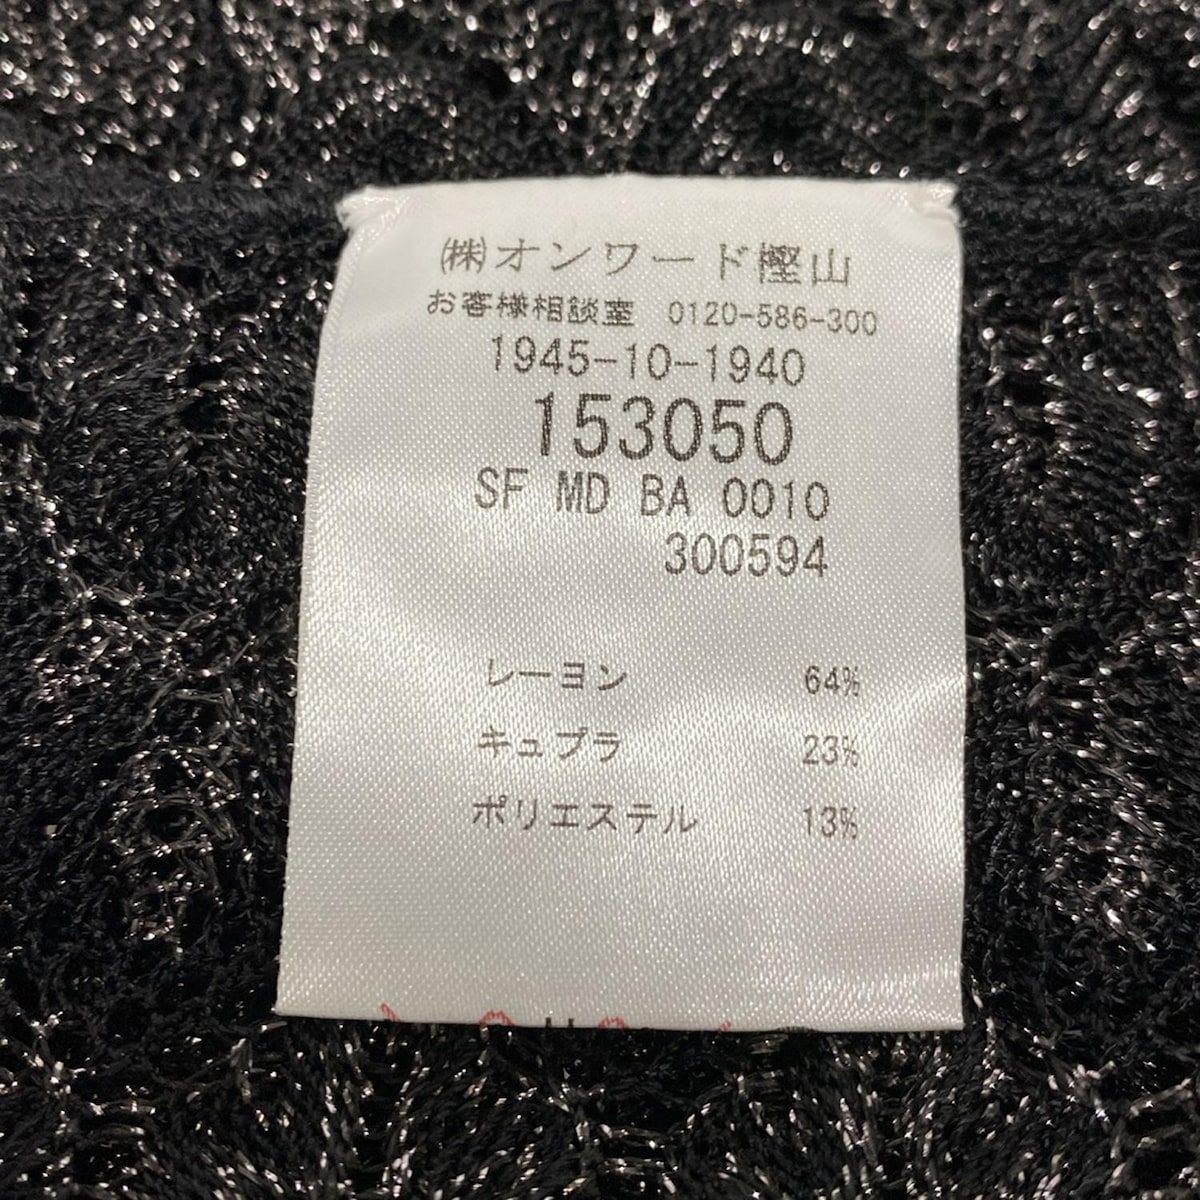 ㈱オンワード樫山
お客様相談室 0120-586-300
1945-10-1940
153050
SF MD BA 0010
300594
レーヨン 64%
キュプラ 23%
ポリエステル 13%